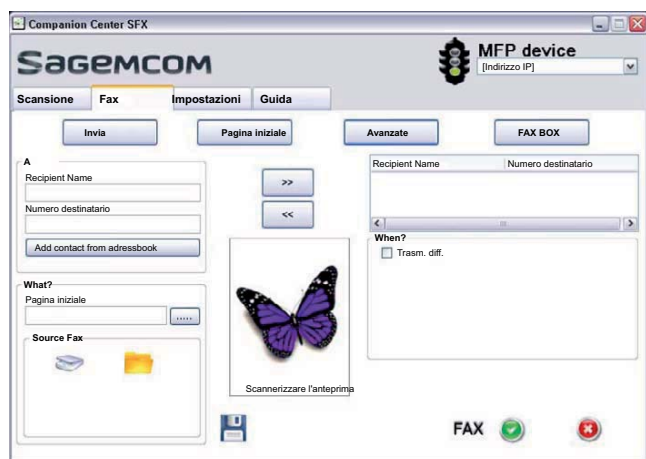 Companion Center SFX
Sagemcom
MFP device
[Indirizzo IP]
Scansione Fax Impostazioni Guida
Invia Pagina iniziale Avanzate FAX BOX
A
Recipient Name
Numero destinatario
Add contact from adressbook
>>
<<
Recipient Name Numero destinatario
When?
Trasm. diff.
What?
Pagina iniziale
.....
Source Fax
Scannerizzare l'anteprima
FAX